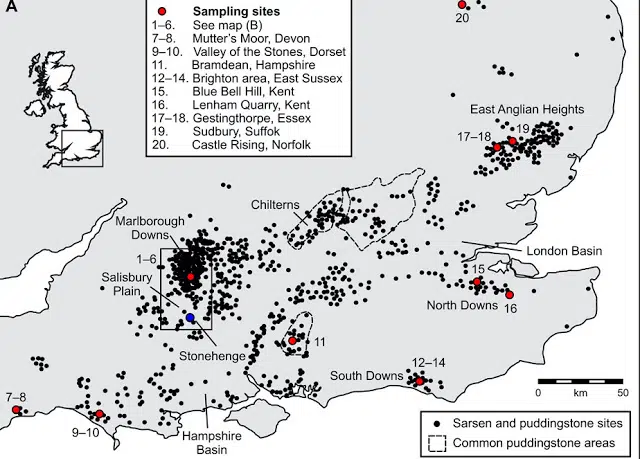 A
Sampling sites
1–6. See map (B)
7–8. Mutter's Moor, Devon
9–10. Valley of the Stones, Dorset
11. Bramdean, Hampshire
12–14. Brighton area, East Sussex
15. Blue Bell Hill, Kent
16. Lenham Quarry, Kent
17–18. Gestingthorpe, Essex
19. Sudbury, Suffok
20. Castle Rising, Norfolk
20
East Anglian Heights
19
17–18
Chilterns
Marlborough
Downs
1–6
Salisbury
Plain
London Basin
15
North Downs
16
Stonehenge
11
12–14
South Downs
7–8
9–10
Hampshire
Basin
0 50
km
Sarsen and puddingstone sites
Common puddingstone areas